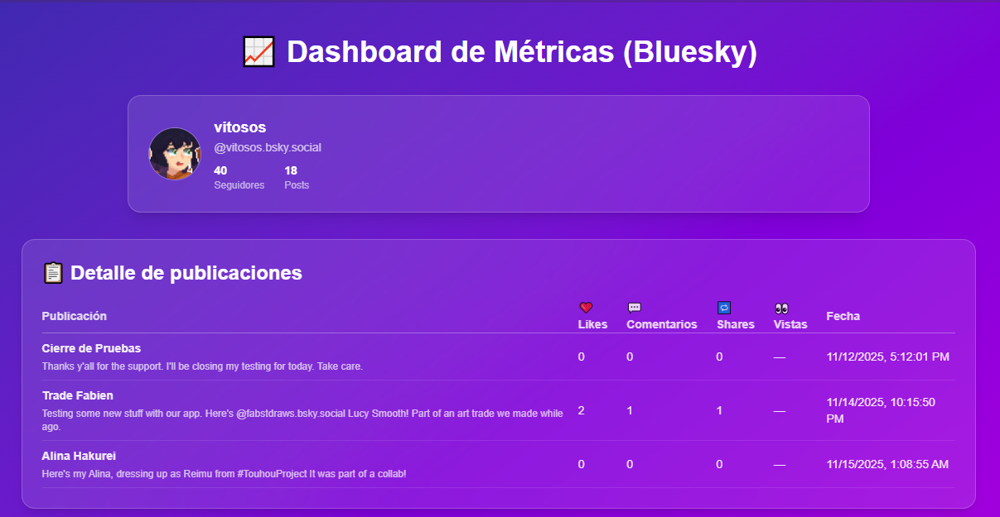 Dashboard de Métricas (Bluesky)
vitosos
@vitosos.bsky.social
40
Seguidores
18
Posts
Detalle de publicaciones
Publicación
Likes
Comentarios
Shares
Vistas
Fecha
Cierre de Pruebas
Thanks y'all for the support. I'll be closing my testing for today. Take care.
0
0
0
—
11/12/2025, 5:12:01 PM
Trade Fabien
Testing some new stuff with our app. Here's @fabstdraws.bsky.social Lucy Smooth! Part of an art trade we made while
ago.
2
1
1
—
11/14/2025, 10:15:50
PM
Alina Hakurei
Here's my Alina, dressing up as Reimu from #TouhouProject It was part of a collab!
0
0
0
—
11/15/2025, 1:08:55 AM